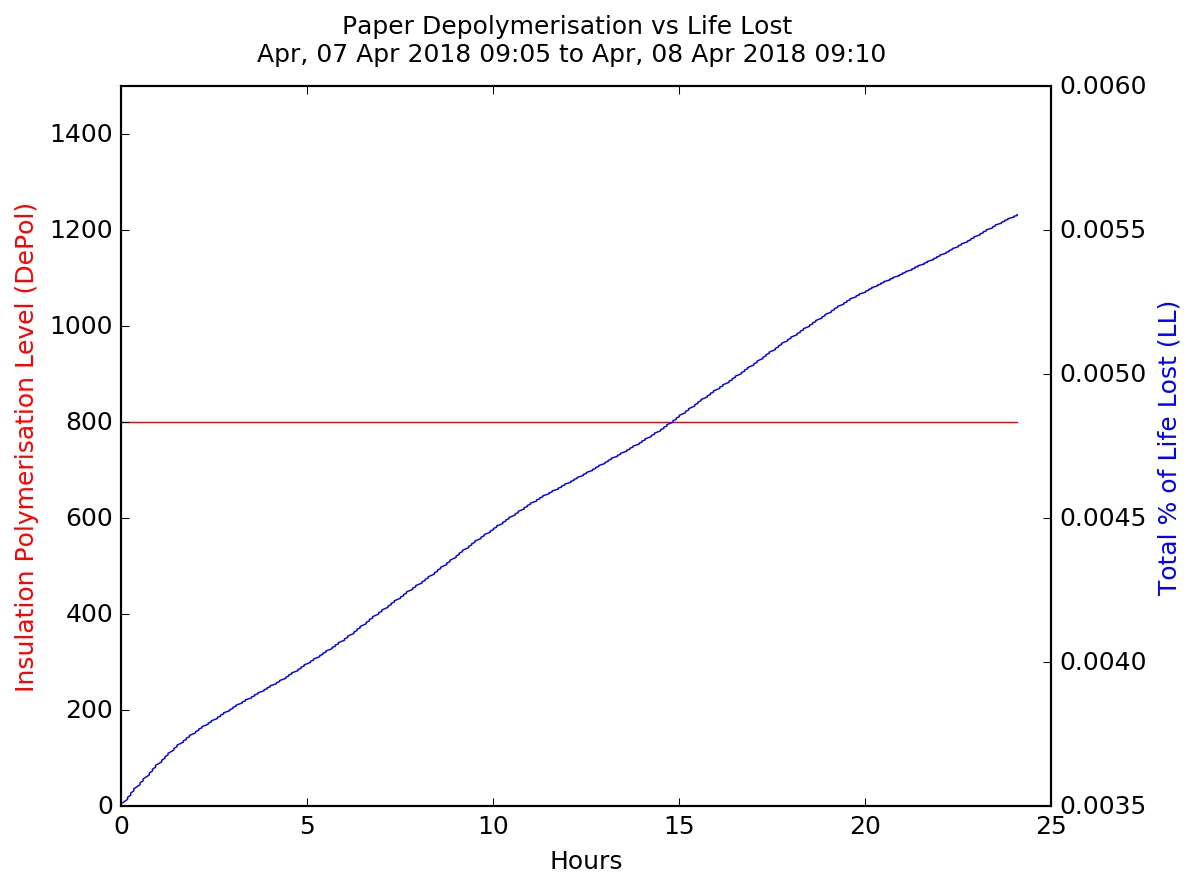 Paper Depolymerisation vs Life Lost
Apr, 07 Apr 2018 09:05 to Apr, 08 Apr 2018 09:10
Insulation Polymerisation Level (DePol)
1400
1200
1000
800
600
400
200
0
0.0060
0.0055
0.0050
0.0045
0.0040
0.0035
Total % of Life Lost (LL)
0 5 10 15 20 25
Hours